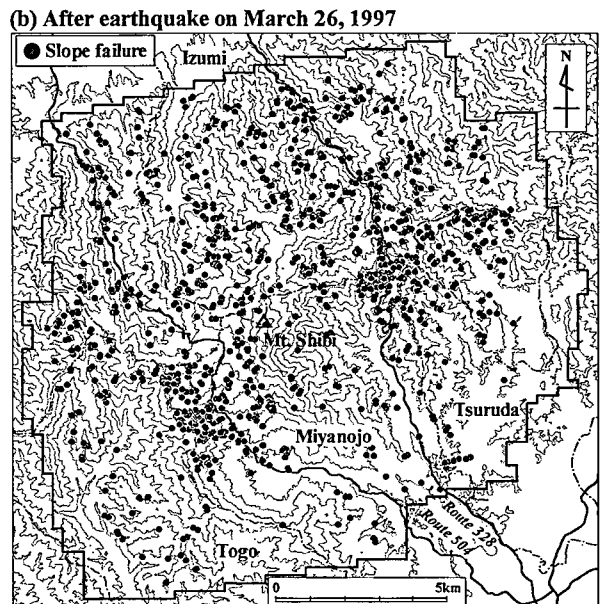 (b) After earthquake on March 26, 1997
Slope failure
Izumi
N
Mt. Shibi
Tsuruda
Miyanojo
Route 328
Route 504
Togo
0 5km